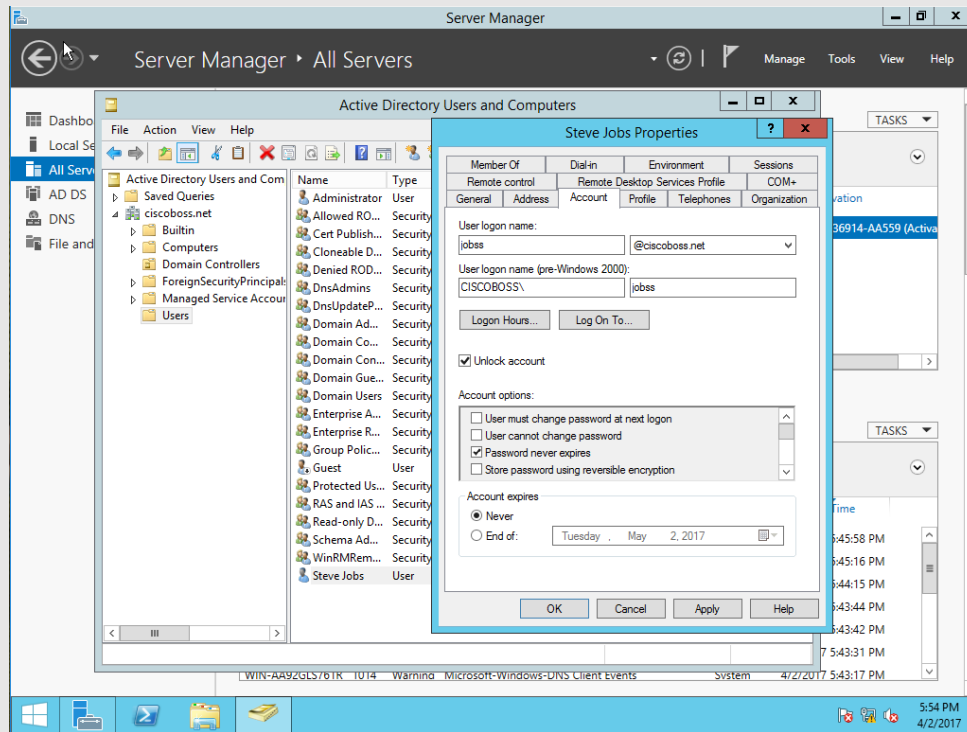 Server Manager
Server Manager • All Servers
Manage Tools View Help
Dashbo
Local Se
All Serv
AD DS
DNS
File and
TASKS
vation
36914-AA559 (Activa
TASKS
Time
5:45:58 PM
5:45:16 PM
5:44:15 PM
5:43:44 PM
5:43:42 PM
7 5:43:31 PM
WIN-AA92GLS761R 1014 Warning Microsoft-Windows-DNS Client Events System 4/2/2017 5:43:17 PM
Active Directory Users and Computers
File Action View Help
Active Directory Users and Com
Saved Queries
ciscoboss.net
Builtin
Computers
Domain Controllers
ForeignSecurityPrincipals
Managed Service Accour
Users
Name Type
Administrator User
Allowed RO... Security
Cert Publish... Security
Cloneable D... Security
Denied ROD... Security
DnsAdmins Security
DnsUpdateP... Security
Domain Ad... Security
Domain Co... Security
Domain Con... Security
Domain Gue... Security
Domain Users Security
Enterprise A... Security
Enterprise R... Security
Group Polic... Security
Guest User
Protected Us... Security
RAS and IAS ... Security
Read-only D... Security
Schema Ad... Security
WinRMRem... Security
Steve Jobs User
Steve Jobs Properties
? x
Member Of Dial-in Environment Sessions
Remote control Remote Desktop Services Profile COM+
General Address Account Profile Telephones Organization
User logon name:
jobss @ciscoboss.net
User logon name (pre-Windows 2000):
CISCOBOSS\ jobss
Logon Hours... Log On To...
Unlock account
Account options:
User must change password at next logon
User cannot change password
Password never expires
Store password using reversible encryption
Account expires
Never
End of: Tuesday , May 2, 2017
OK Cancel Apply Help
5:54 PM
4/2/2017